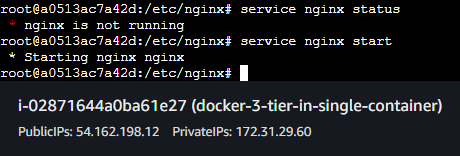 root@a0513ac7a42d:/etc/nginx# service nginx status
* nginx is not running
root@a0513ac7a42d:/etc/nginx# service nginx start
* Starting nginx nginx
root@a0513ac7a42d:/etc/nginx#
i-02871644a0ba61e27 (docker-3-tier-in-single-container)
PublicIPs: 54.162.198.12 PrivateIPs: 172.31.29.60